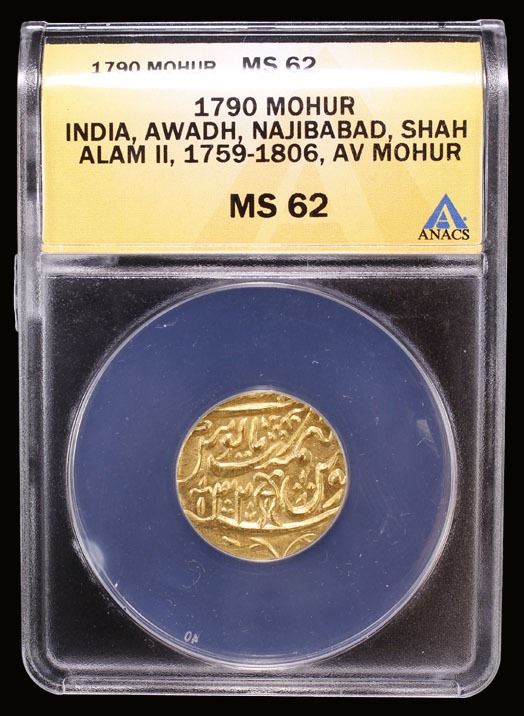 1790 MOHUR MS 62
1790 MOHUR
INDIA, AWADH, NAJIBABAD, SHAH
ALAM II, 1759-1806, AV MOHUR
MS 62
ANACS